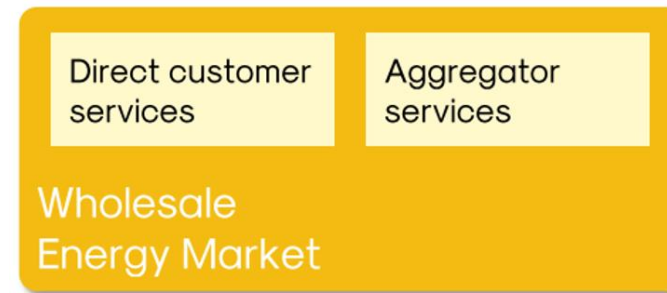 Direct customer
services
Aggregator
services
Wholesale
Energy Market